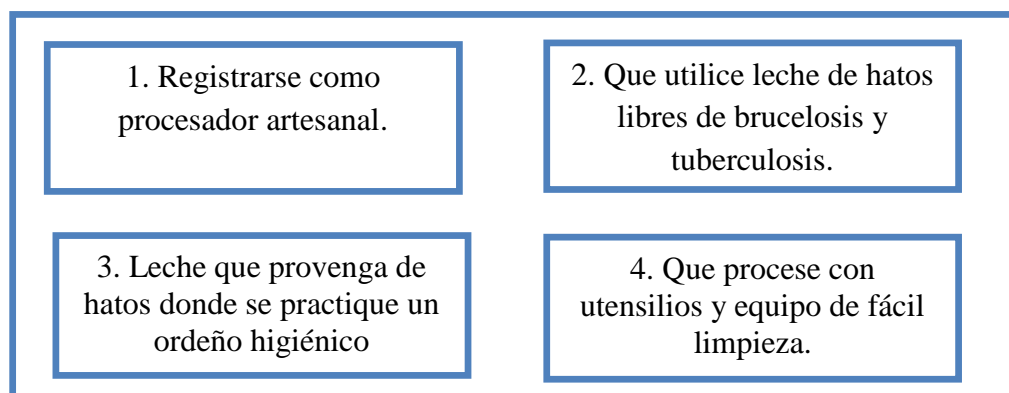 1. Registrarse como
procesador artesanal.
2. Que utilice leche de hatos
libres de brucelosis y
tuberculosis.
3. Leche que provenga de
hatos donde se practique un
ordeño higiénico
4. Que procese con
utensilios y equipo de fácil
limpieza.